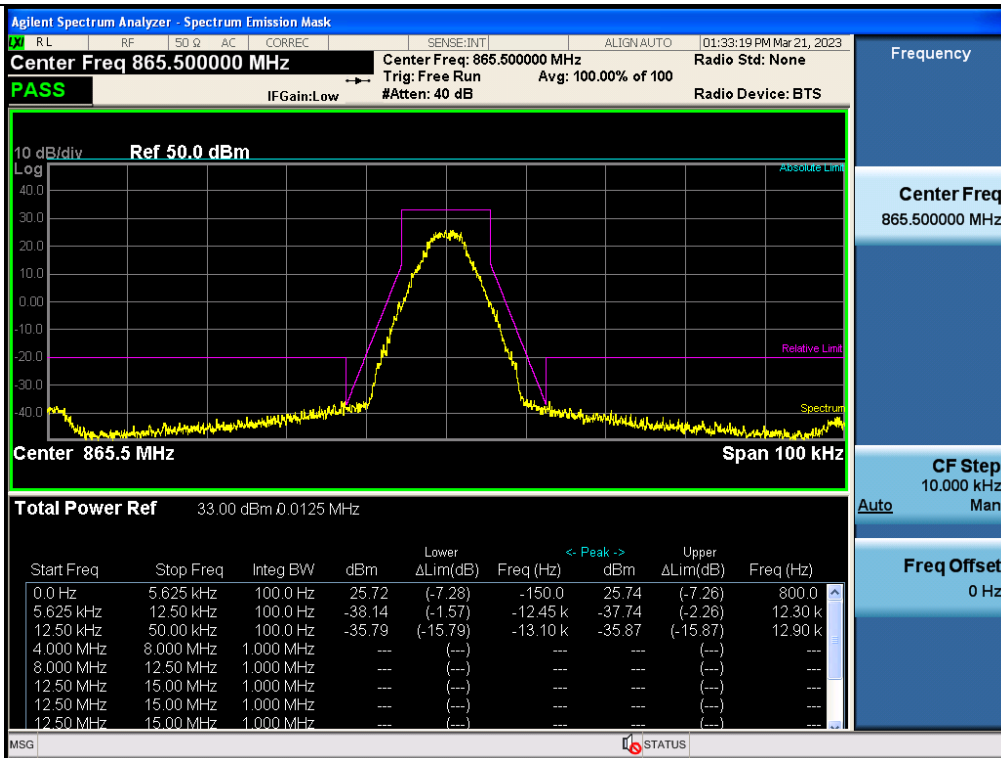 Agilent Spectrum Analyzer - Spectrum Emission Mask
LXI RL RF 50 Ω AC CORREC SENSE:INT ALIGN AUTO 01:33:19 PM Mar 21, 2023
Center Freq 865.500000 MHz Center Freq: 865.500000 MHz Radio Std: None
Trig: Free Run Avg: 100.00% of 100
PASS IFGain:Low #Atten: 40 dB Radio Device: BTS
10 dB/div Ref 50.0 dBm
Log
Absolute Limit
40.0
30.0
20.0
10.0
0.00
-10.0
-20.0
Relative Limit
-30.0
-40.0
Spectrum
Center 865.5 MHz Span 100 kHz
Total Power Ref 33.00 dBm / 0.0125 MHz
Lower <- Peak -> Upper
Start Freq Stop Freq Integ BW dBm ΔLim(dB) Freq (Hz) dBm ΔLim(dB) Freq (Hz)
0.0 Hz 5.625 kHz 100.0 Hz 25.72 (-7.28) -150.0 25.74 (-7.26) 800.0
5.625 kHz 12.50 kHz 100.0 Hz -38.14 (-1.57) -12.45 k -37.74 (-2.26) 12.30 k
12.50 kHz 50.00 kHz 100.0 Hz -35.79 (-15.79) -13.10 k -35.87 (-15.87) 12.90 k
4.000 MHz 8.000 MHz 1.000 MHz --- (---) --- --- (---) ---
8.000 MHz 12.50 MHz 1.000 MHz --- (---) --- --- (---) ---
12.50 MHz 15.00 MHz 1.000 MHz --- (---) --- --- (---) ---
12.50 MHz 15.00 MHz 1.000 MHz --- (---) --- --- (---) ---
12.50 MHz 15.00 MHz 1.000 MHz --- (---) --- --- (---) ---
MSG STATUS
Frequency
Center Freq
865.500000 MHz
CF Step
10.000 kHz
Auto Man
Freq Offset
0 Hz